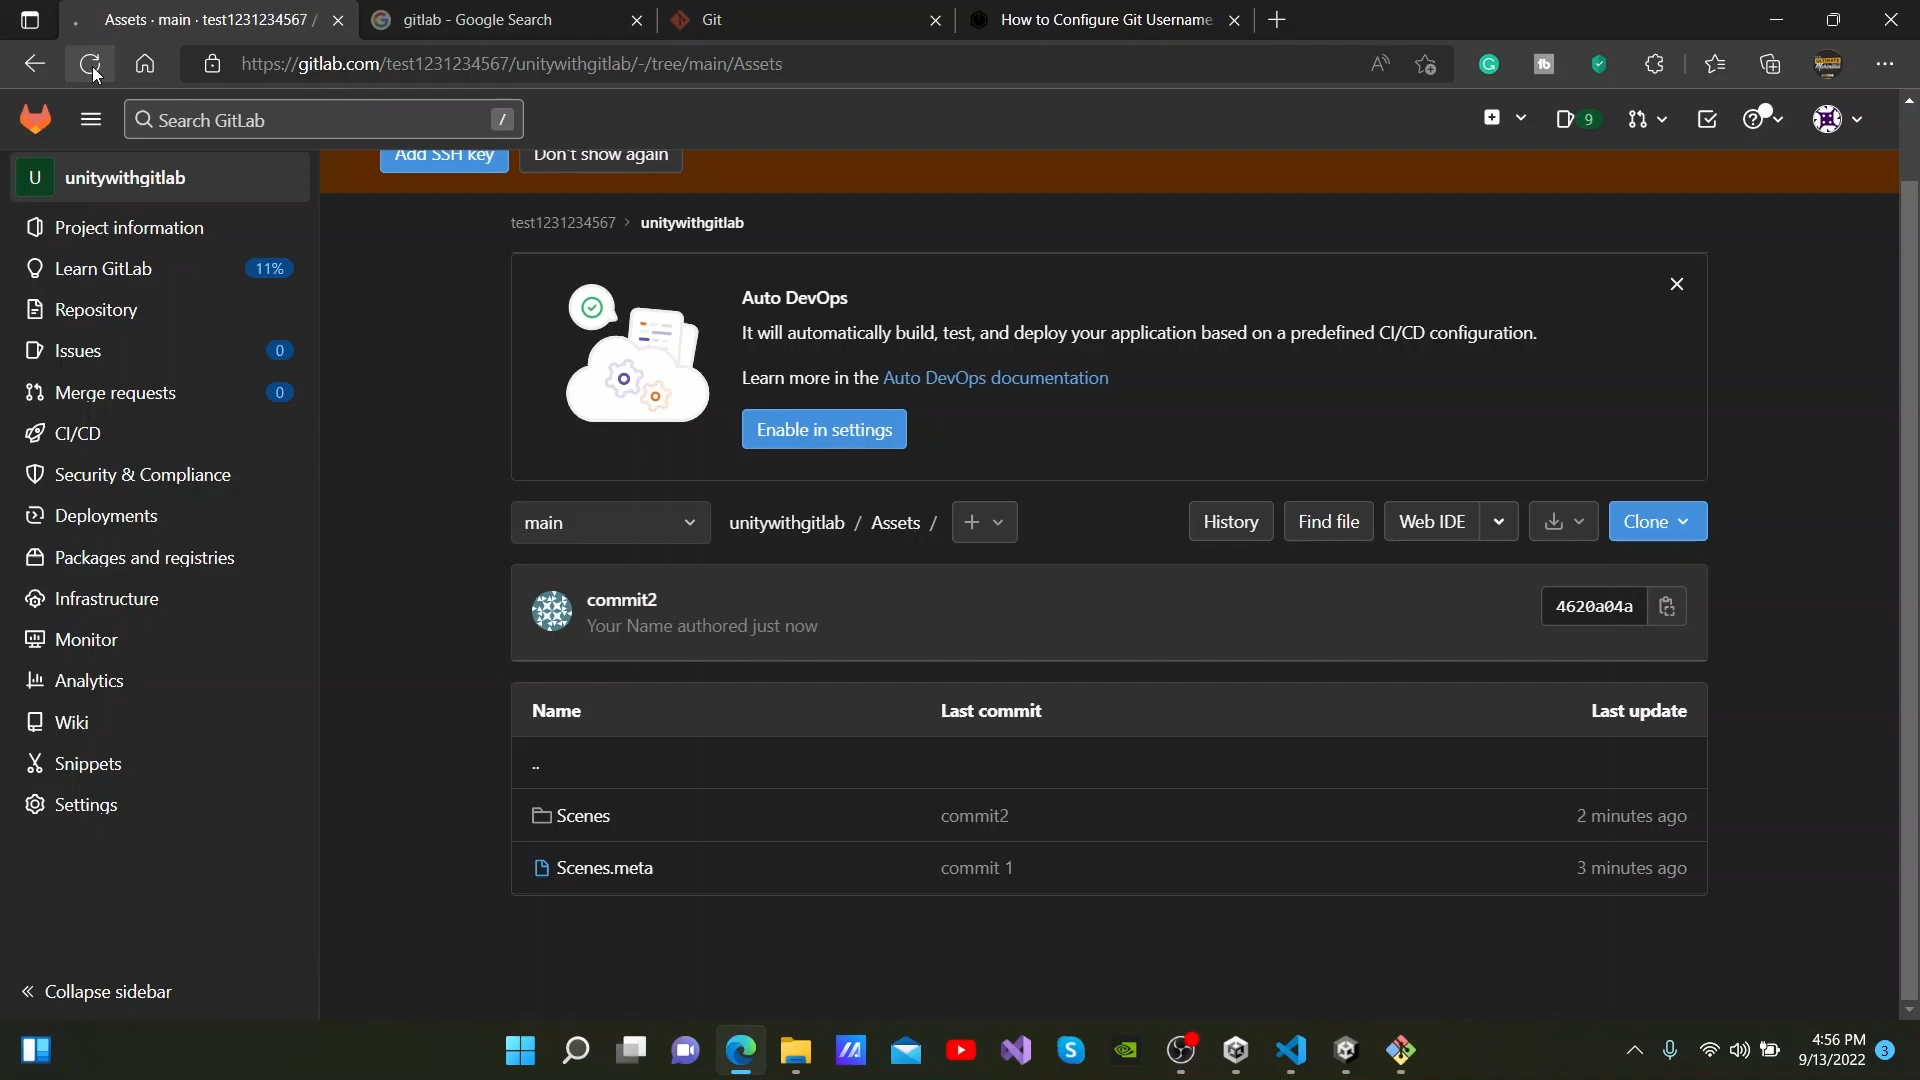 Assets · main · test1231234567 /
gitlab - Google Search
Git
How to Configure Git Username
https://gitlab.com/test1231234567/unitywithgitlab/-/tree/main/Assets
Search GitLab /
9
U unitywithgitlab
Project information
Learn GitLab 11%
Repository
Issues 0
Merge requests 0
CI/CD
Security & Compliance
Deployments
Packages and registries
Infrastructure
Monitor
Analytics
Wiki
Snippets
Settings
Collapse sidebar
Add SSH key Don't show again
test1231234567 > unitywithgitlab
Auto DevOps
It will automatically build, test, and deploy your application based on a predefined CI/CD configuration.
Learn more in the Auto DevOps documentation
Enable in settings
main unitywithgitlab / Assets / +
History Find file Web IDE Clone
commit2
Your Name authored just now
4620a04a
Name Last commit Last update
..
Scenes commit2 2 minutes ago
Scenes.meta commit 1 3 minutes ago
4:56 PM
9/13/2022
3